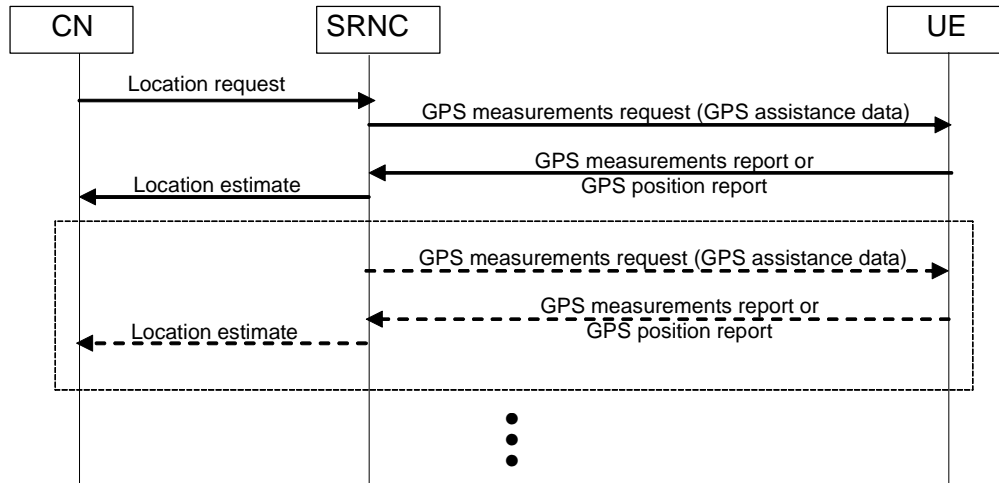 CN
SRNC
UE
Location request
GPS measurements request (GPS assistance data)
GPS measurements report or
GPS position report
Location estimate
GPS measurements request (GPS assistance data)
GPS measurements report or
GPS position report
Location estimate